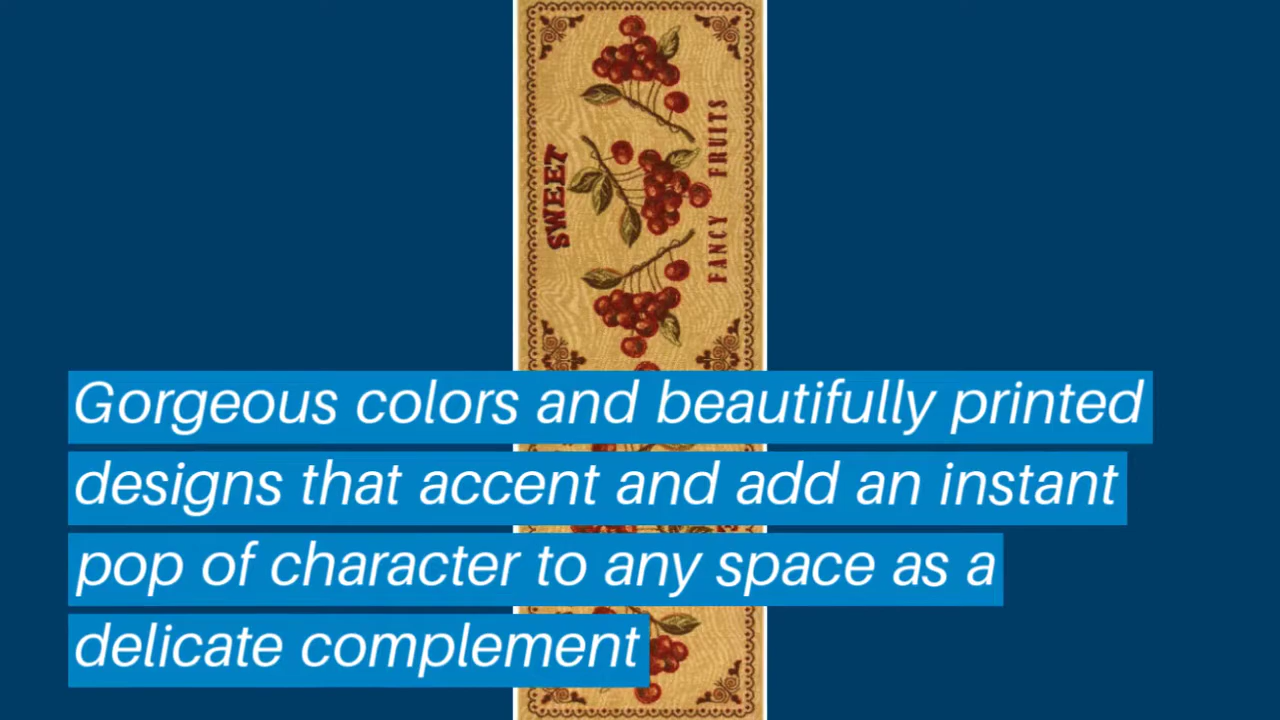 SWEET
FANCY FRUITS
Gorgeous colors and beautifully printed
designs that accent and add an instant
pop of character to any space as a
delicate complement